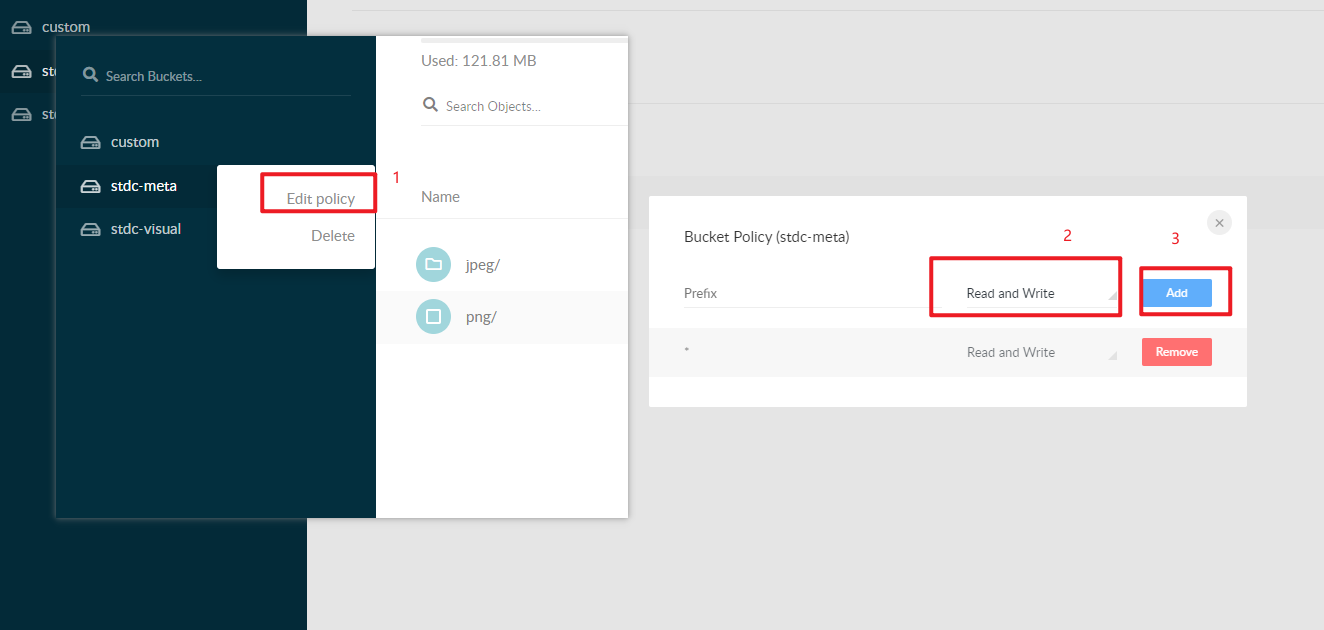 custom
st
st
Search Buckets...
custom
stdc-meta
stdc-visual
Edit policy
Delete
1
Used: 121.81 MB
Search Objects...
Name
jpeg/
png/
Bucket Policy (stdc-meta)
2
3
Prefix
Read and Write
Add
*
Read and Write
Remove